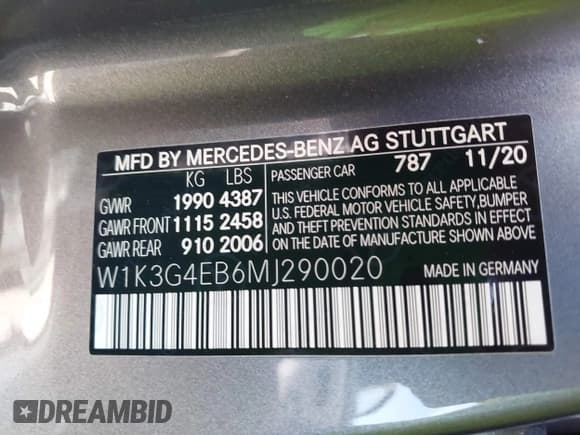 MFD BY MERCEDES-BENZ AG STUTTGART
KG LBS
GVWR 1990 4387
GAWR FRONT 1115 2458
GAWR REAR 910 2006
PASSENGER CAR 787 11/20
THIS VEHICLE CONFORMS TO ALL APPLICABLE
U.S. FEDERAL MOTOR VEHICLE SAFETY,BUMPER
AND THEFT PREVENTION STANDARDS IN EFFECT
ON THE DATE OF MANUFACTURE SHOWN ABOVE.
W1K3G4EB6MJ290020 MADE IN GERMANY
DREAMBID